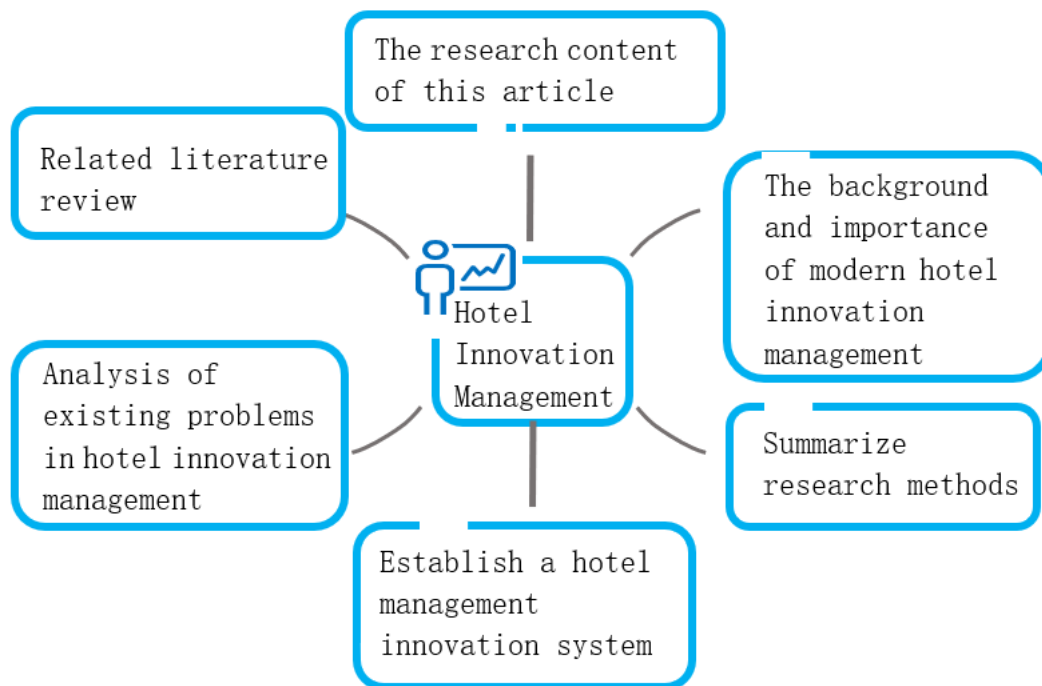 The research content
of this article
Related literature
review
The background
and importance
of modern hotel
innovation
management
Hotel
Innovation
Management
Analysis of
existing problems
in hotel innovation
management
Summarize
research methods
Establish a hotel
management
innovation system